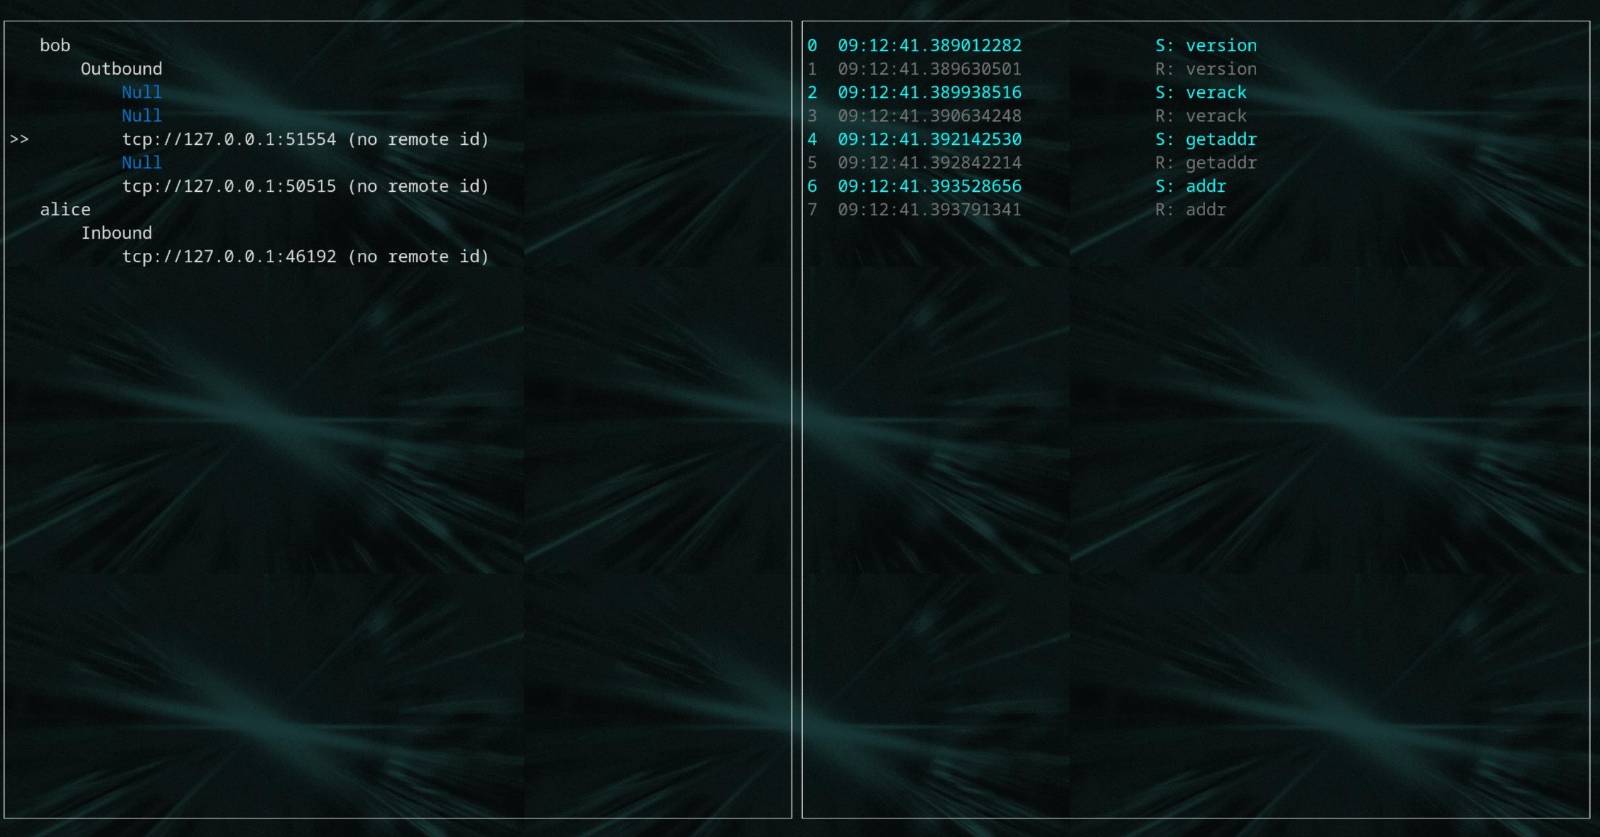 bob
Outbound
Null
Null
>> tcp://127.0.0.1:51554 (no remote id)
Null
tcp://127.0.0.1:50515 (no remote id)
alice
Inbound
tcp://127.0.0.1:46192 (no remote id)
0 09:12:41.389012282 S: version
1 09:12:41.389630501 R: version
2 09:12:41.389938516 S: verack
3 09:12:41.390634248 R: verack
4 09:12:41.392142530 S: getaddr
5 09:12:41.392842214 R: getaddr
6 09:12:41.393528656 S: addr
7 09:12:41.393791341 R: addr